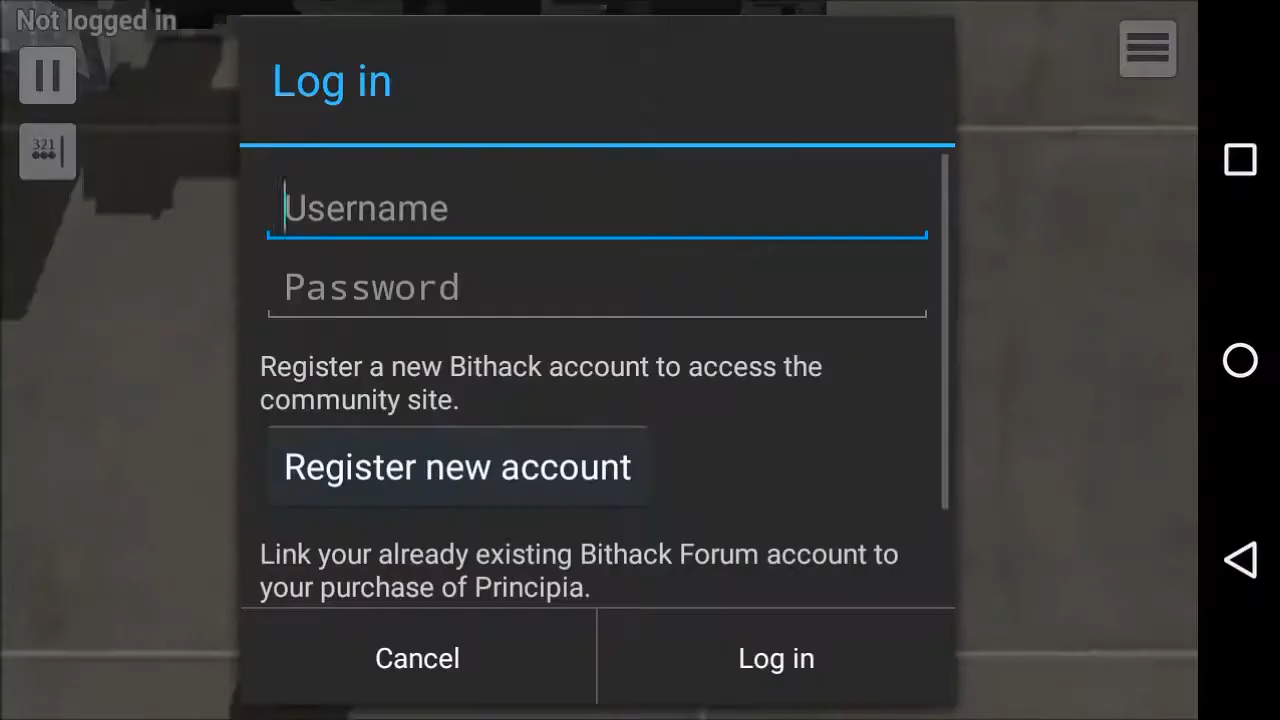 Not logged in
Log in
321
Username
Password
Register a new Bithack account to access the
community site.
Register new account
Link your already existing Bithack Forum account to
your purchase of Principia.
Cancel
Log in